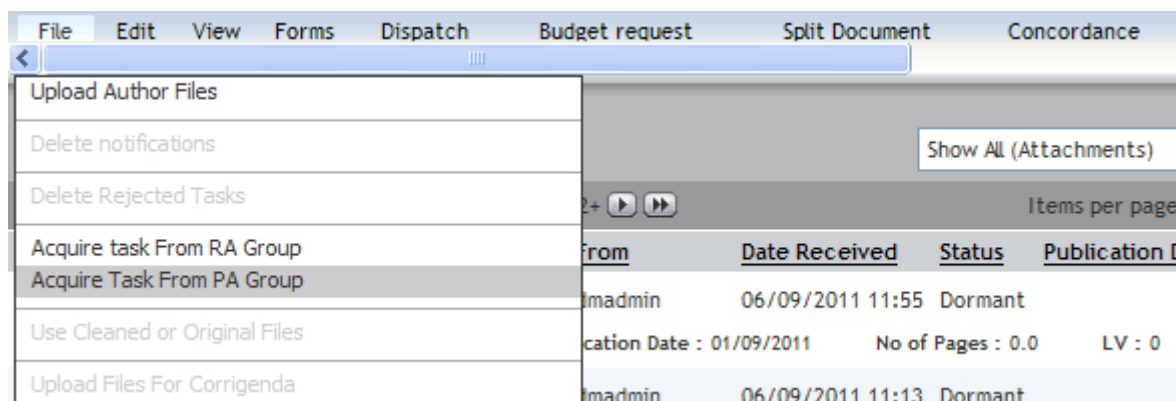 File Edit View Forms Dispatch Budget request Split Document Concordance
Upload Author Files
Delete notifications
Show All (Attachments)
Delete Rejected Tasks
2+ Items per page
Acquire task From RA Group
From Date Received Status Publication D
Acquire Task From PA Group
dmadmin 06/09/2011 11:55 Dormant
Use Cleaned or Original Files
cation Date : 01/09/2011 No of Pages : 0.0 LV : 0
Upload Files For Corrigenda
dmadmin 06/09/2011 11:13 Dormant